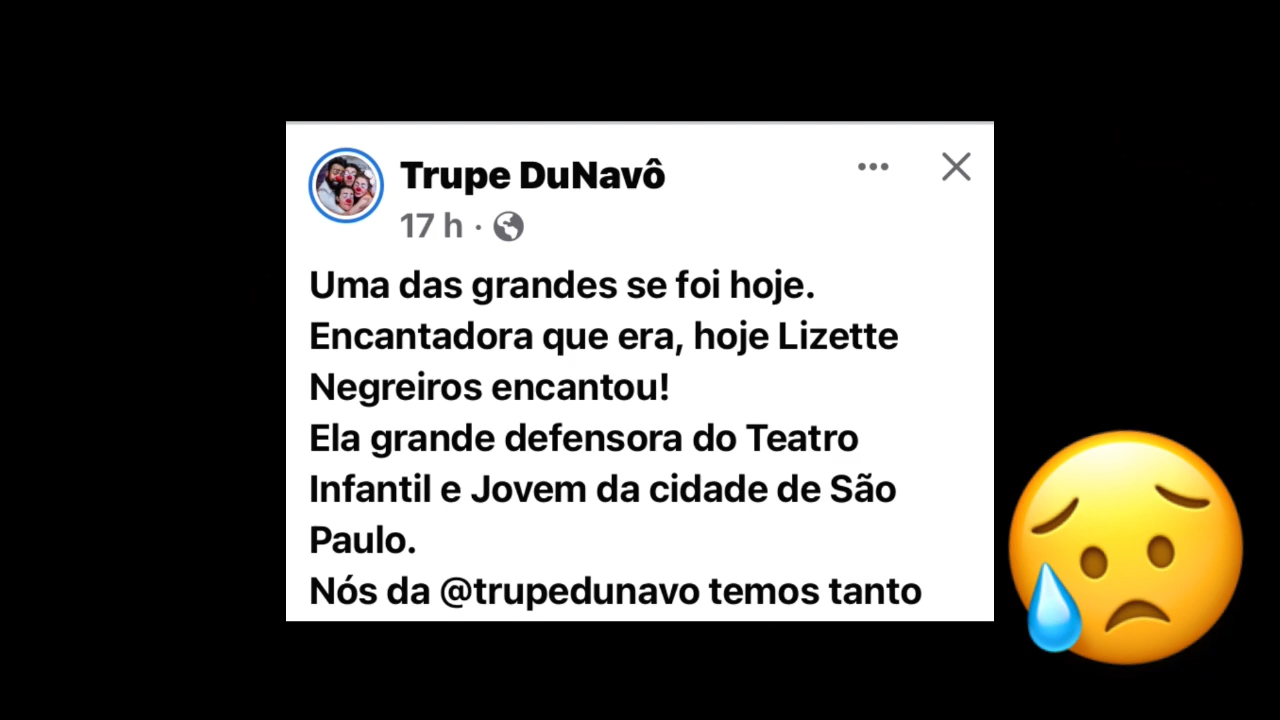 Trupe DuNavô
17 h ·
Uma das grandes se foi hoje.
Encantadora que era, hoje Lizette
Negreiros encantou!
Ela grande defensora do Teatro
Infantil e Jovem da cidade de São
Paulo.
Nós da @trupedunavo temos tanto